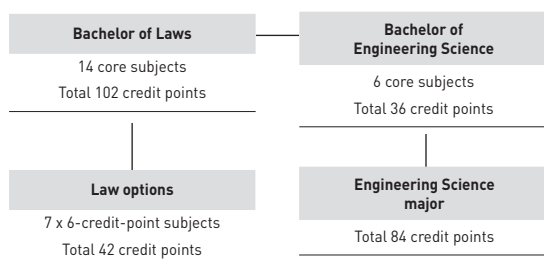 Bachelor of Laws
14 core subjects
Total 102 credit points
Bachelor of
Engineering Science
6 core subjects
Total 36 credit points
Law options
7 x 6-credit-point subjects
Total 42 credit points
Engineering Science
major
Total 84 credit points